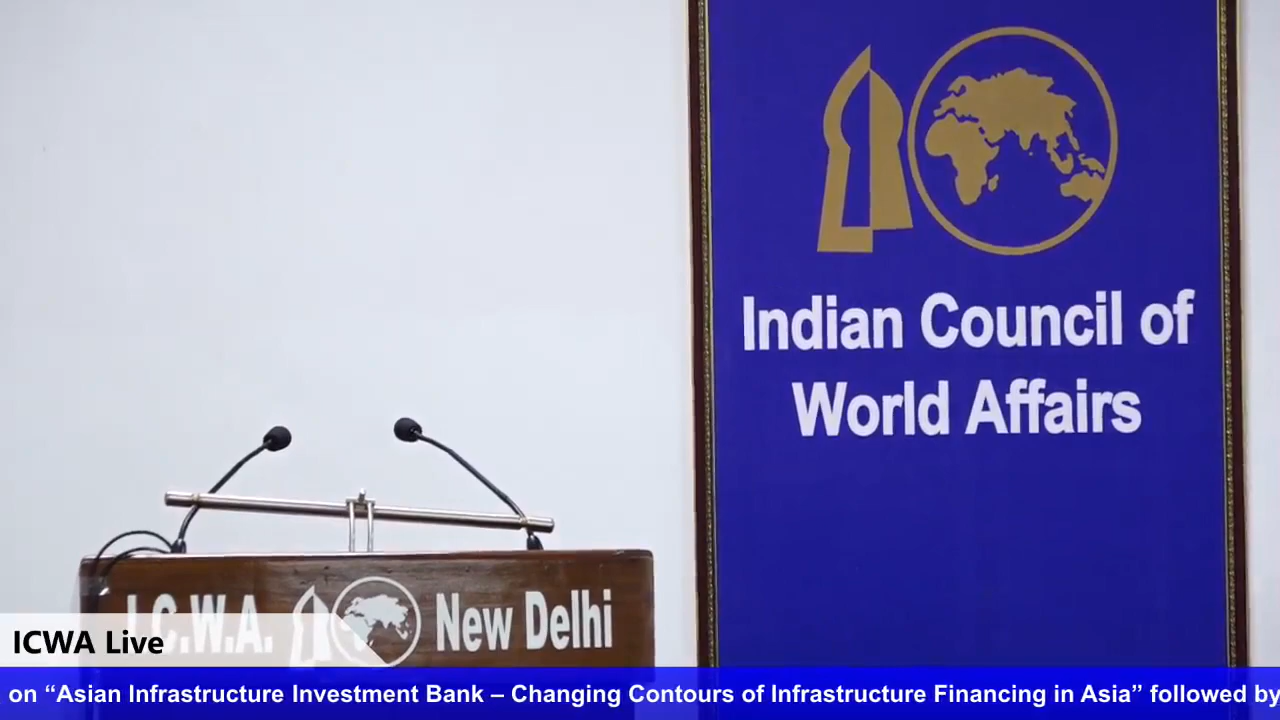 Indian Council of
World Affairs
I.C.W.A. New Delhi
ICWA Live
on “Asian Infrastructure Investment Bank – Changing Contours of Infrastructure Financing in Asia” followed by